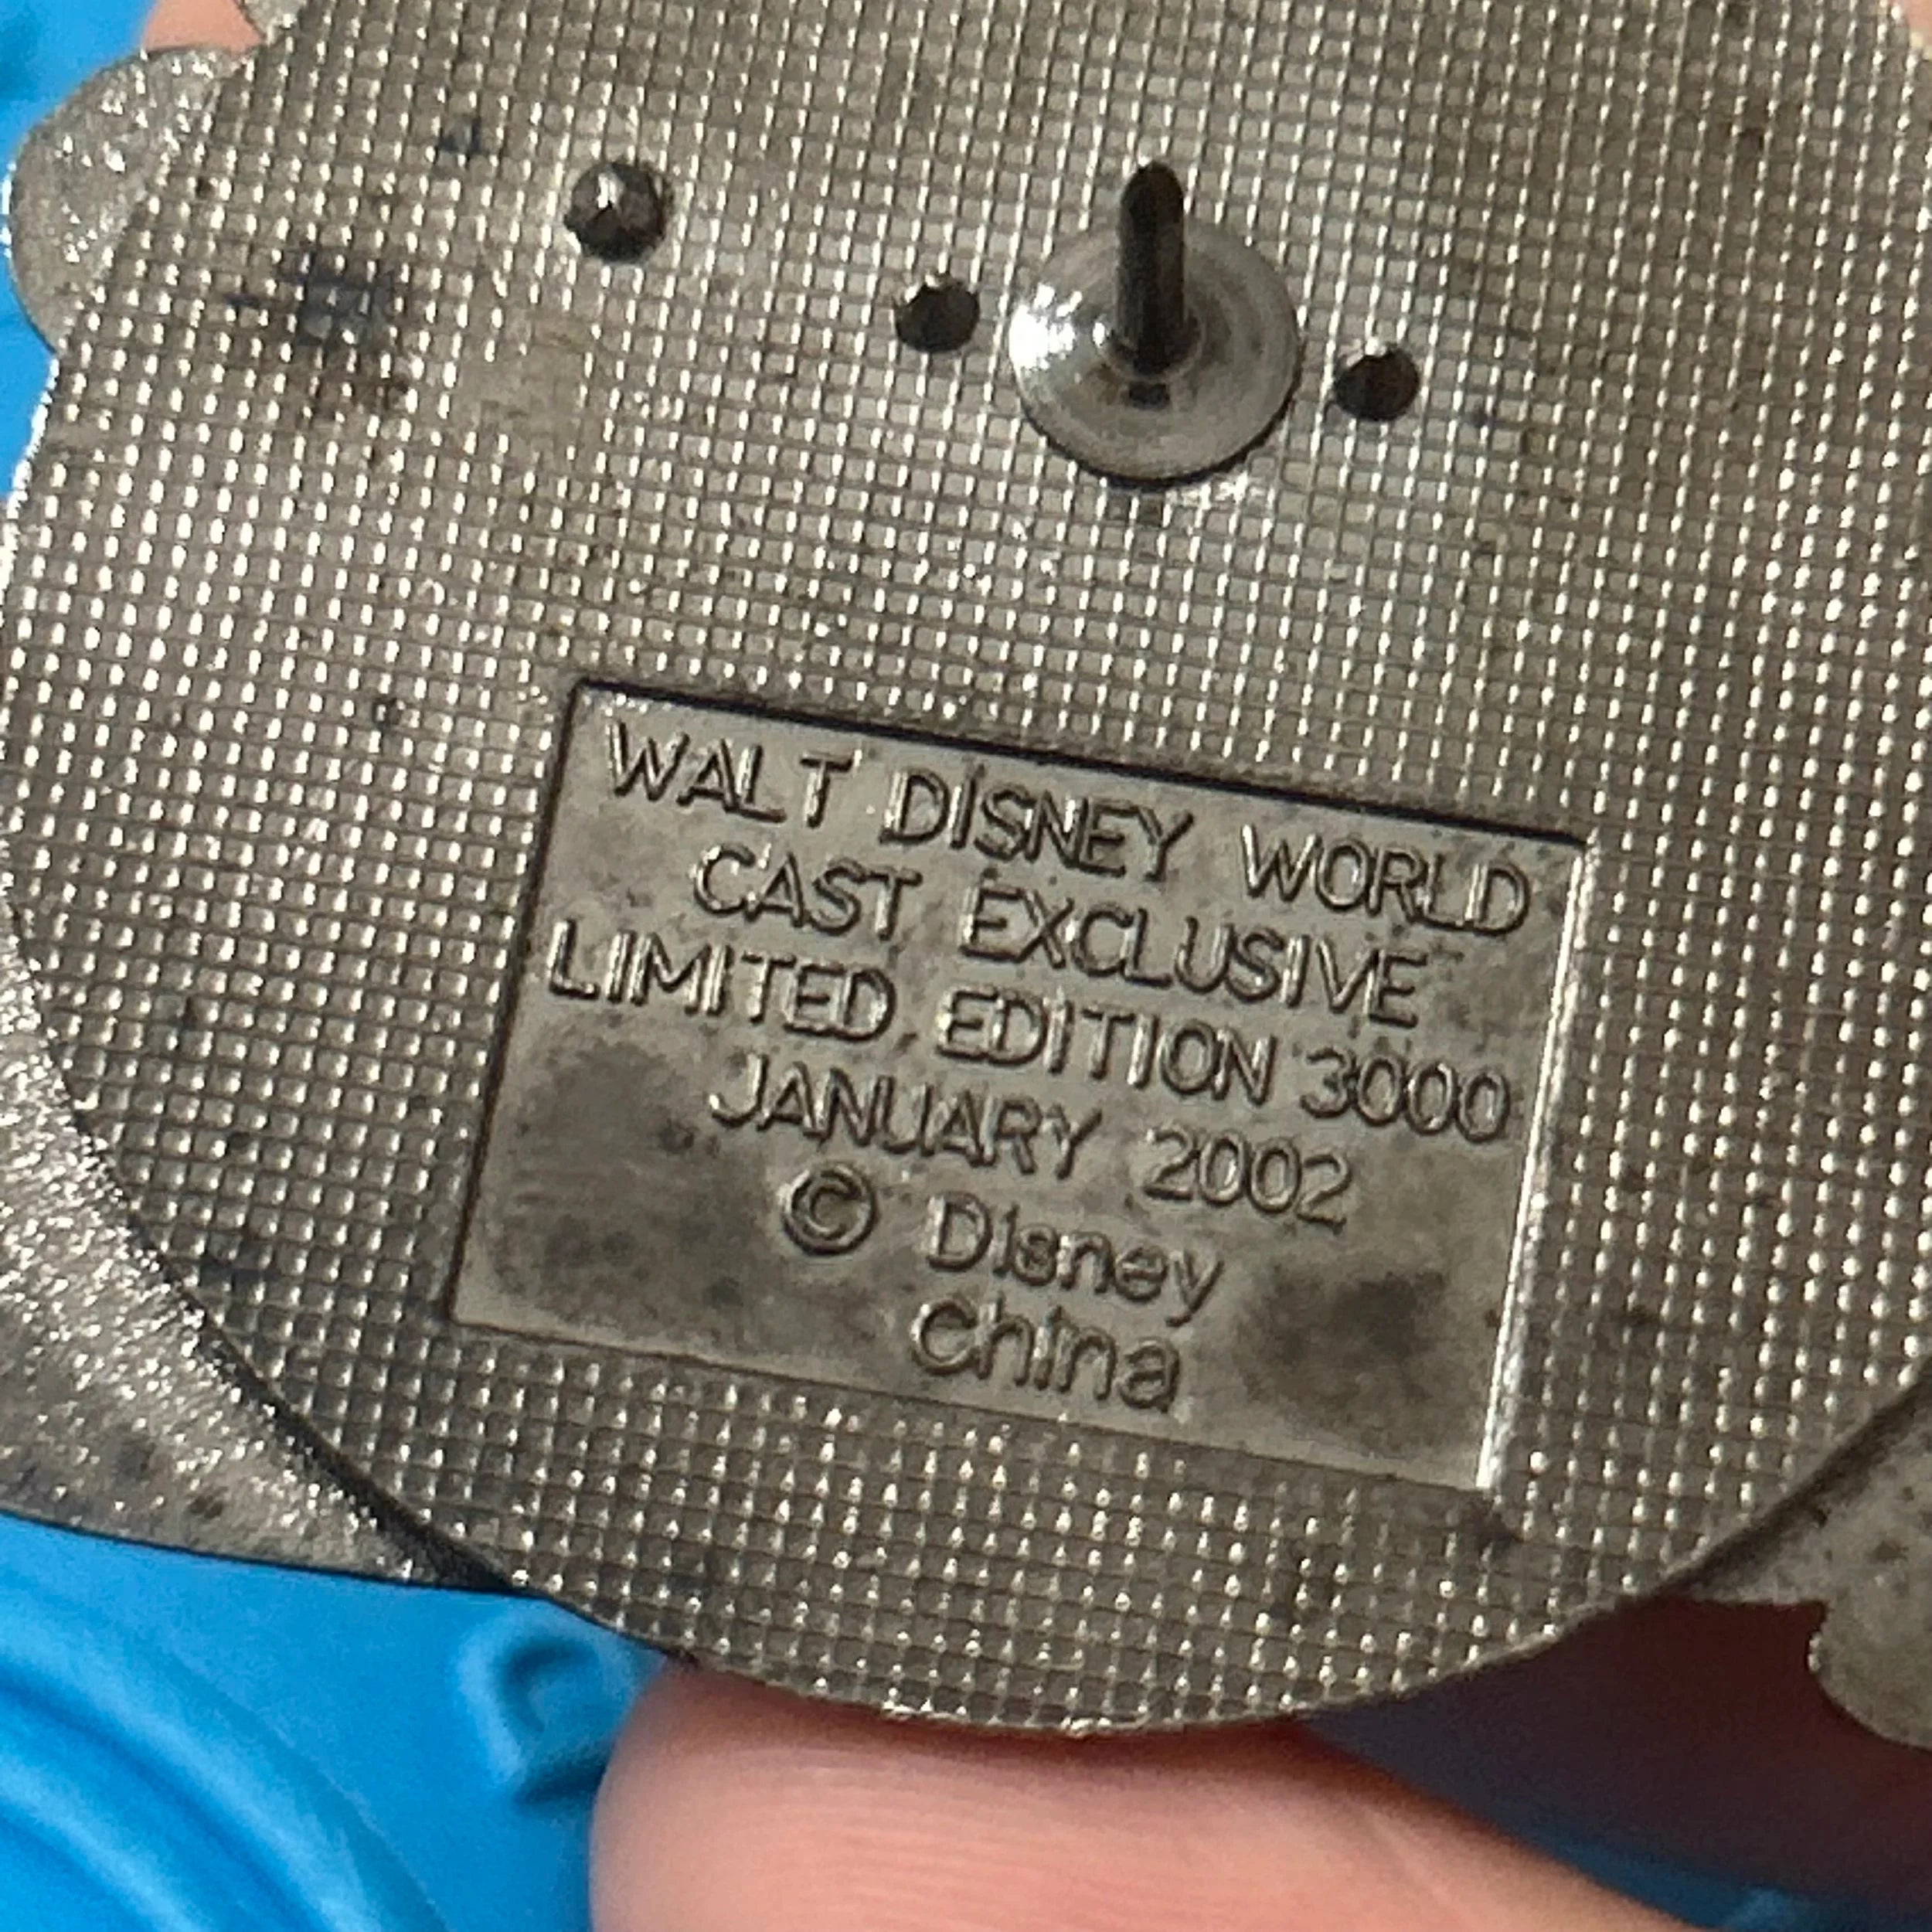 WALT DISNEY WORLD
CAST EXCLUSIVE
LIMITED EDITION 3000
JANUARY 2002
© Disney
China